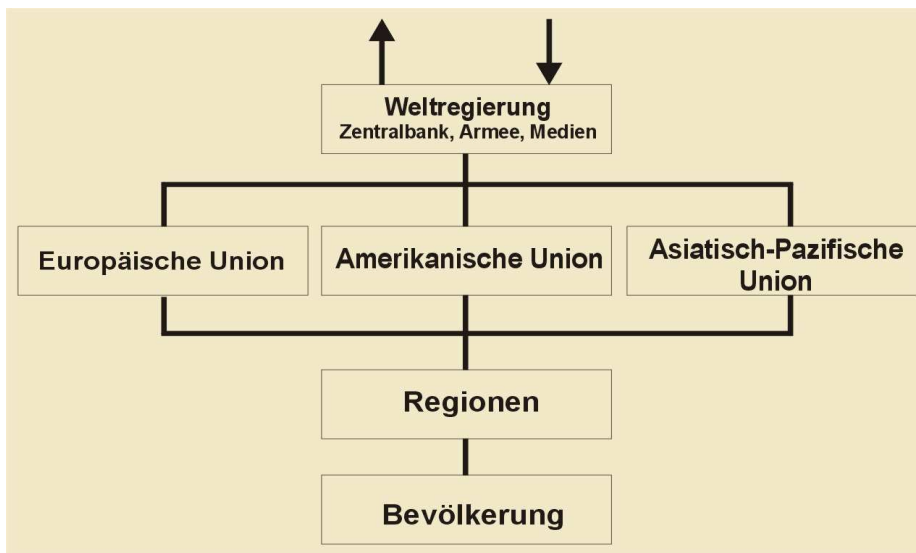 Weltregierung
Zentralbank, Armee, Medien
Europäische Union
Amerikanische Union
Asiatisch-Pazifische
Union
Regionen
Bevölkerung